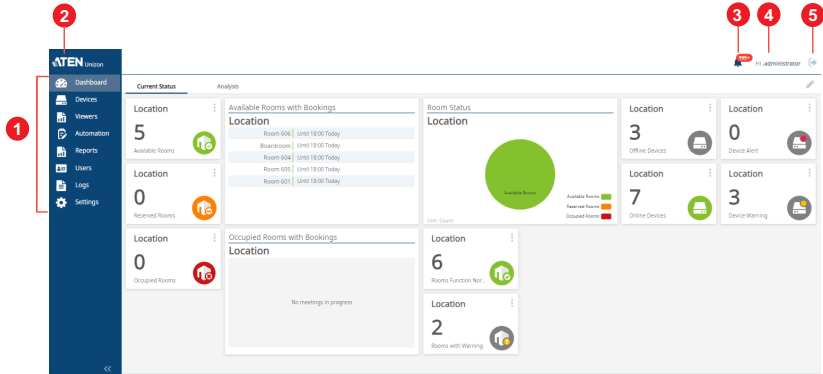 2
3
4
5
1
ATEN Unizon
999+
Hi ,administrator
Dashboard
Devices
Viewers
Automation
Reports
Users
Logs
Settings
Current Status
Analysis
Location
5
Available Rooms
Available Rooms with Bookings
Location
Room 606 Until 18:00 Today
Boardroom Until 18:00 Today
Room 604 Until 18:00 Today
Room 605 Until 18:00 Today
Room 601 Until 18:00 Today
Room Status
Location
Available Rooms
Available Rooms
Reserved Rooms
Occupied Rooms
Unit: Count
Location
3
Offline Devices
Location
0
Device Alert
Location
0
Reserved Rooms
Location
7
Online Devices
Location
3
Device Warning
Location
0
Occupied Rooms
Occupied Rooms with Bookings
Location
No meetings in progress
Location
6
Rooms Function Nor...
Location
2
Rooms with Warning